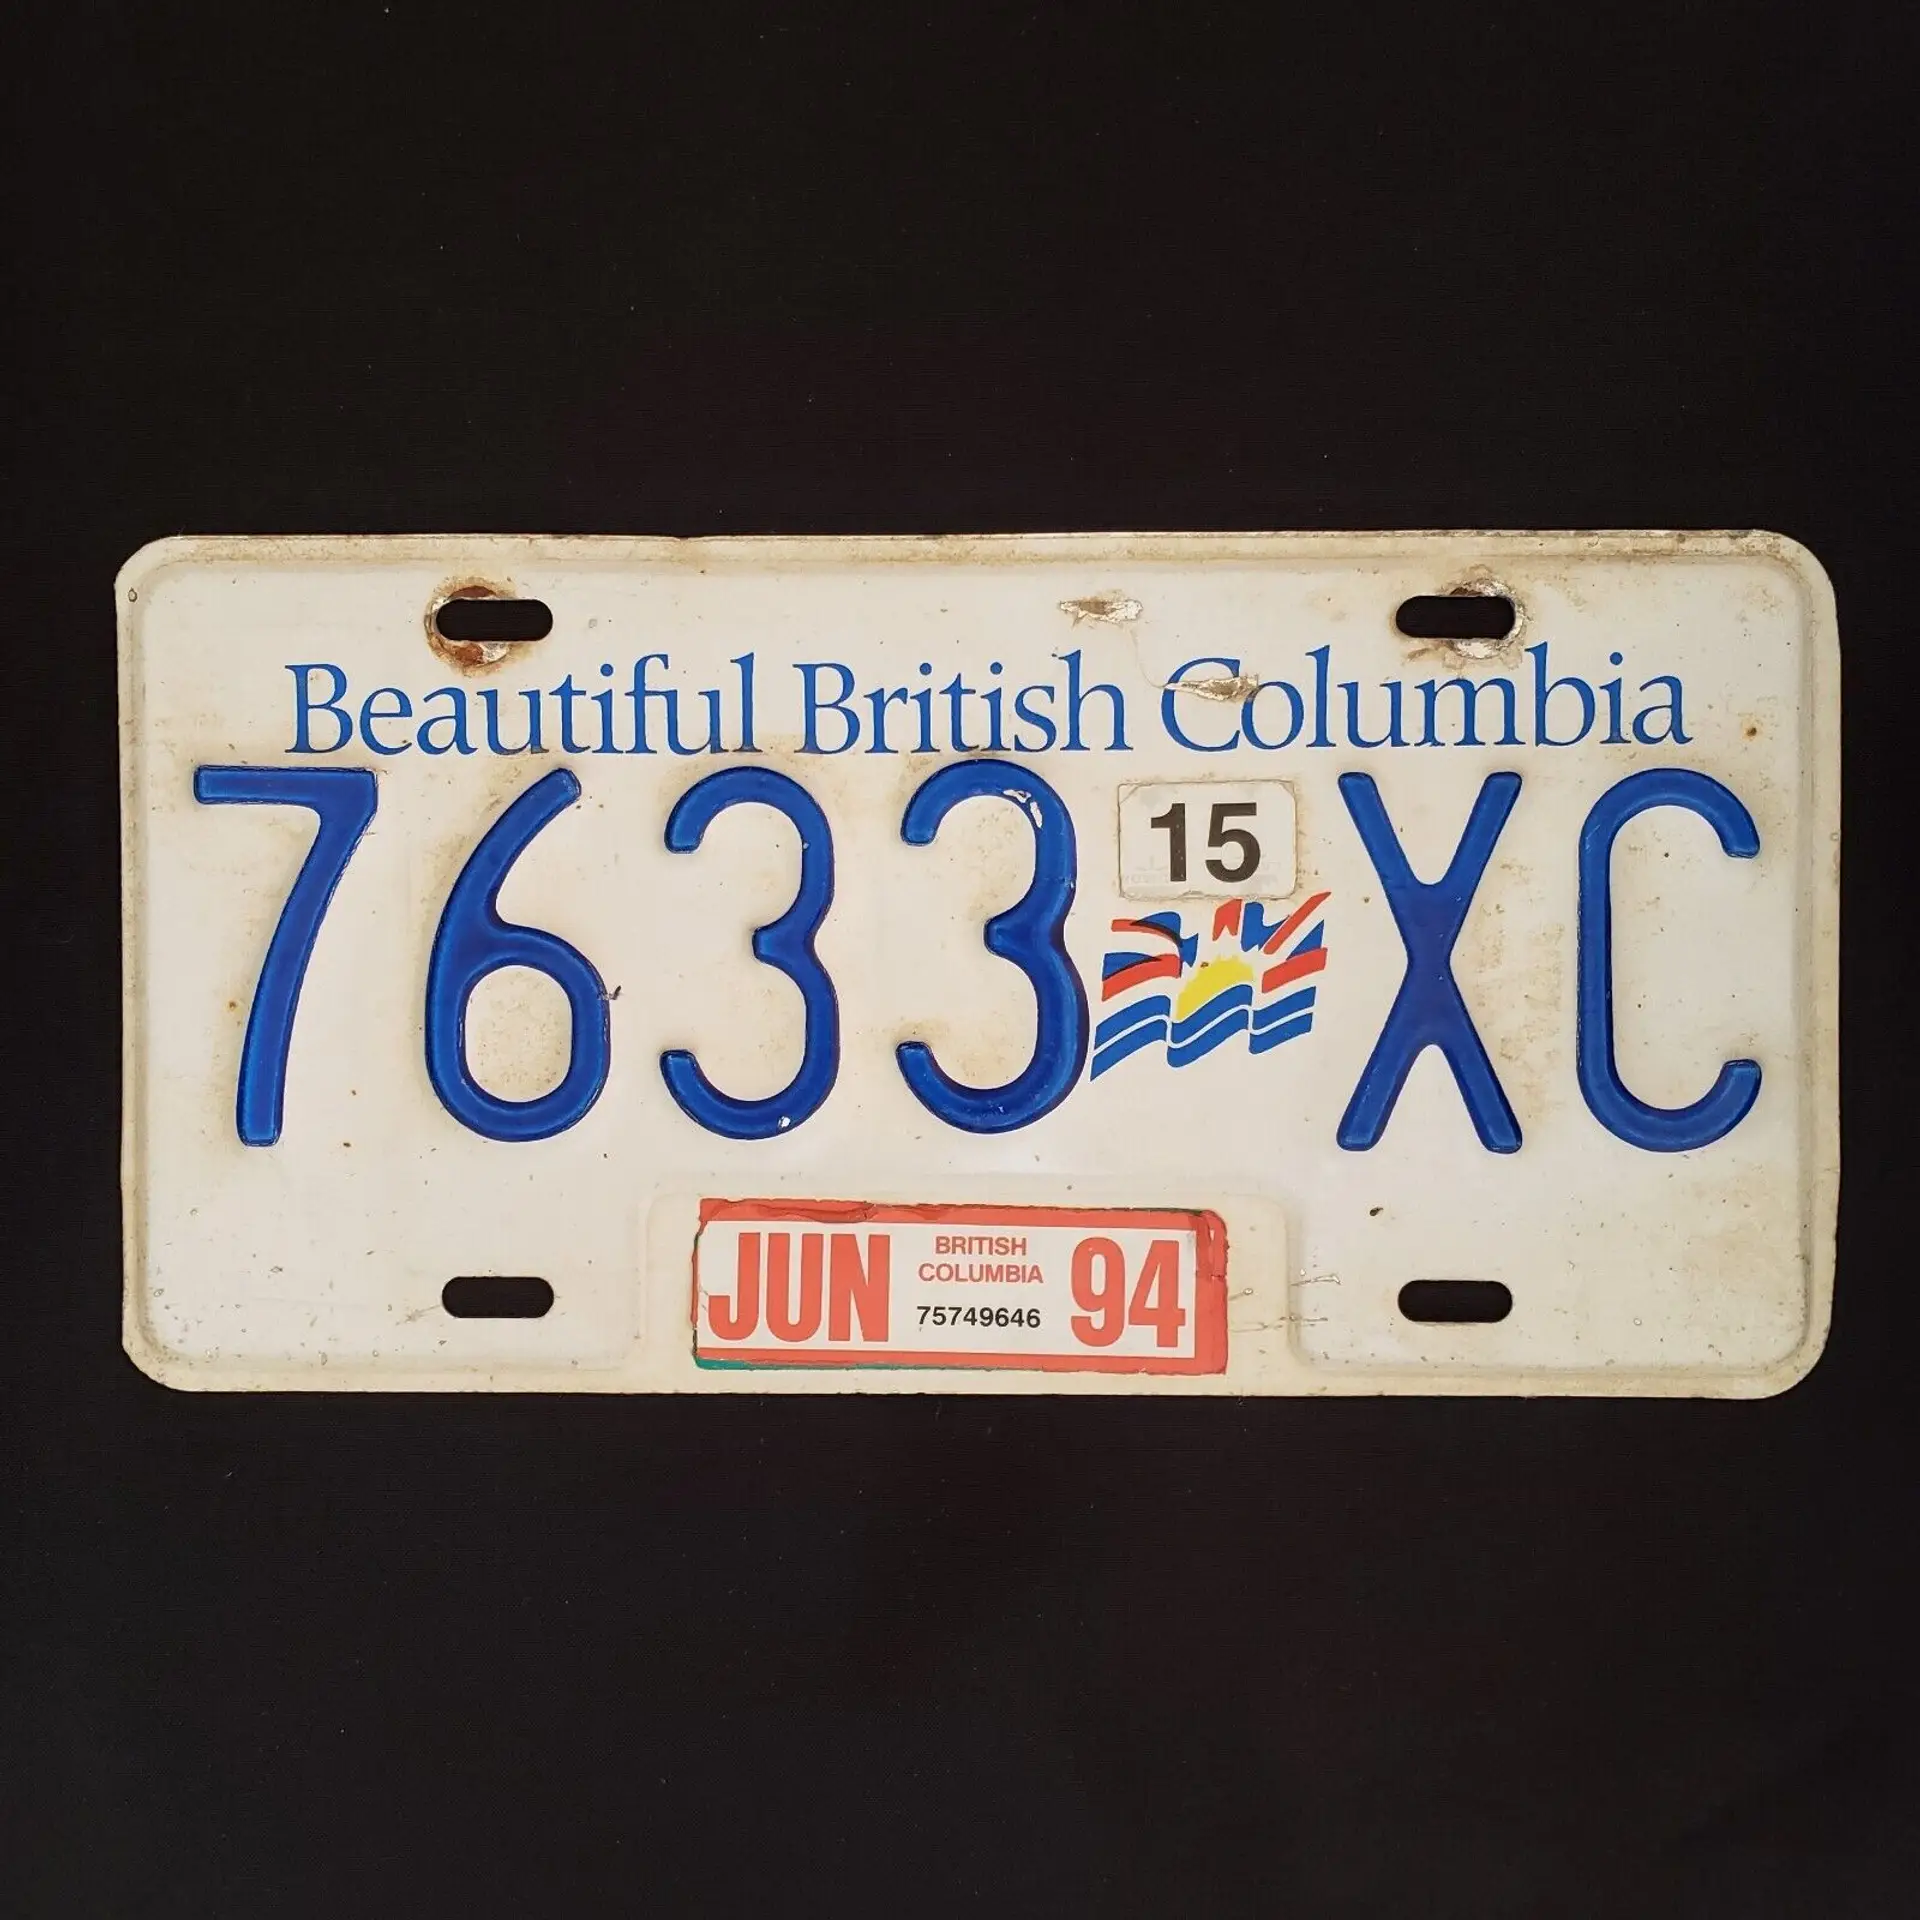 Beautiful British Columbia
7633 XC
15
JUN BRITISH COLUMBIA 94
75749646